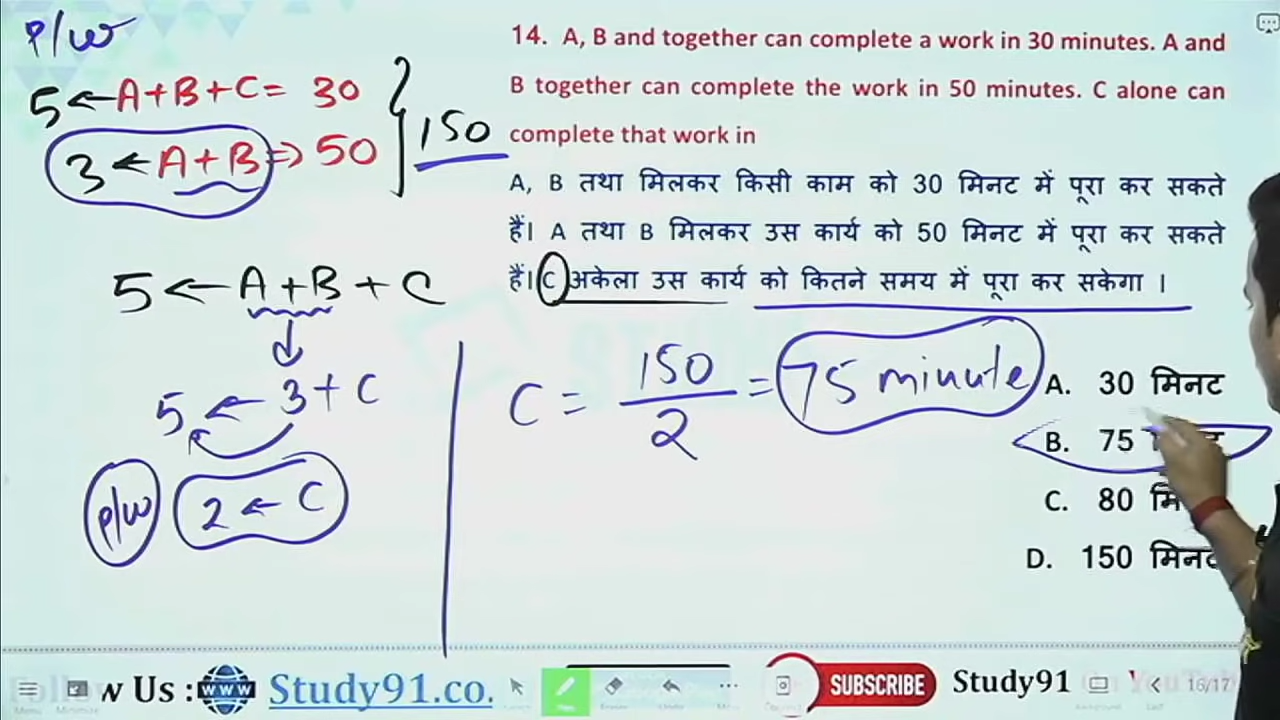 P/W
5 ← A+B+C = 30
3 ← A+B ⇒ 50
150
5 ← A+B+C
5 ← 3+C
P/W 2 ← C
14. A, B and together can complete a work in 30 minutes. A and
B together can complete the work in 50 minutes. C alone can
complete that work in
A, B तथा मिलकर किसी काम को 30 मिनट में पूरा कर सकते
हैं। A तथा B मिलकर उस कार्य को 50 मिनट में पूरा कर सकते
हैं। C अकेला उस कार्य को कितने समय में पूरा कर सकेगा ।
C = 150/2 = 75 minute
A. 30 मिनट
B. 75
C. 80
D. 150 मिनट
w Us : www Study91.co. SUBSCRIBE Study91
16/17